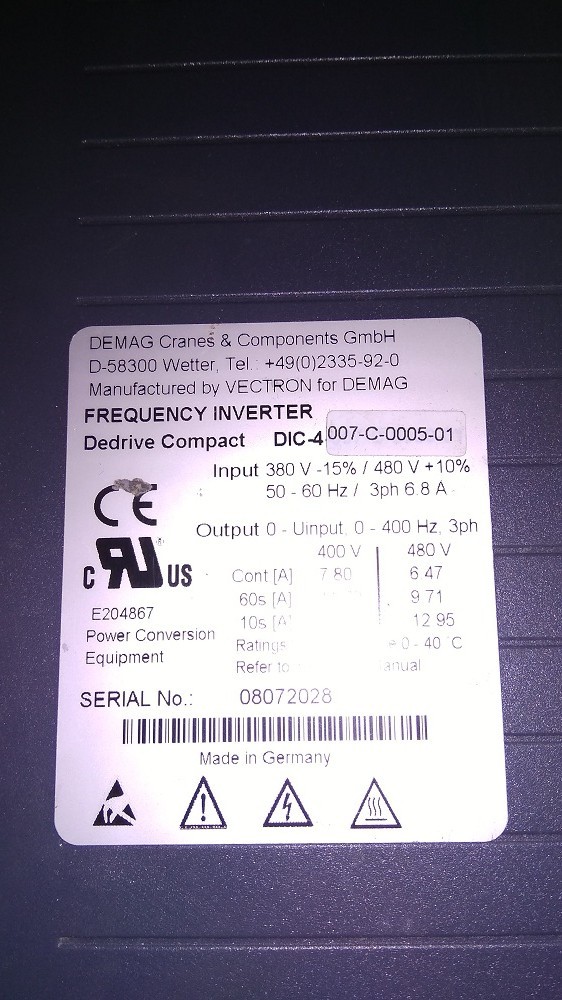 DEMAG Cranes & Components GmbH
D-58300 Wetter, Tel.: +49(0)2335-92-0
Manufactured by VECTRON for DEMAG
FREQUENCY INVERTER
Dedrive Compact DIC-4 007-C-0005-01
Input 380 V -15% / 480 V +10%
50 - 60 Hz / 3ph 6.8 A
CE
Output 0 - Uinput, 0 - 400 Hz, 3ph
400 V 480 V
Cont [A] 7.80 6.47
60s [A] 9.71
10s [A] 12.95
C RU US
E204867
Power Conversion
Equipment
Ratings 0 - 40 °C
Refer to
SERIAL No.: 08072028
Made in Germany